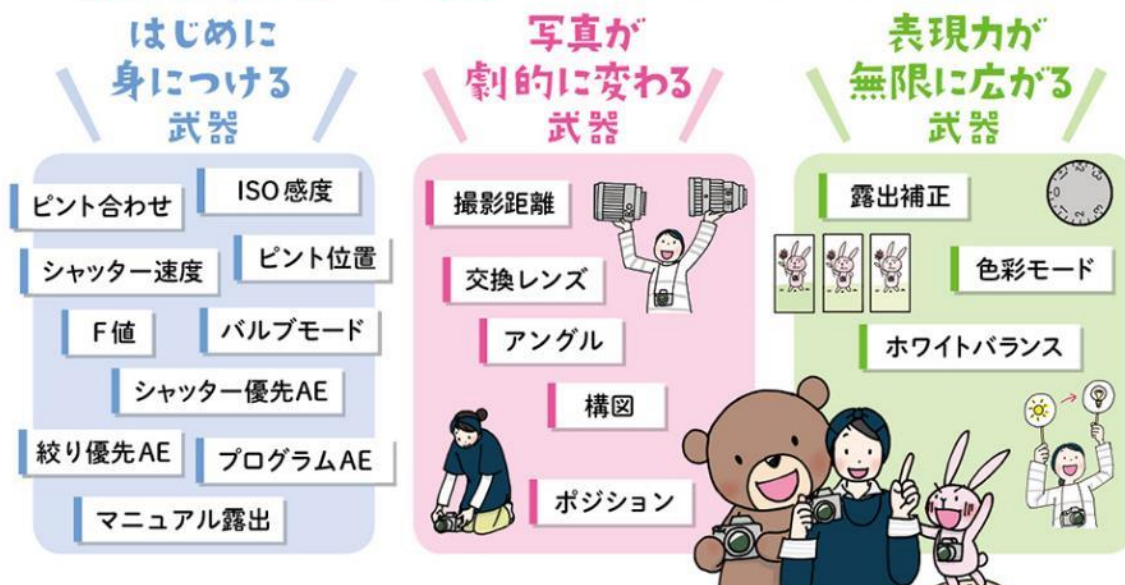 はじめに
身につける
武器
ピント合わせ
ISO感度
シャッター速度
ピント位置
F値
バルブモード
シャッター優先AE
絞り優先AE
プログラムAE
マニュアル露出
写真が
劇的に変わる
武器
撮影距離
交換レンズ
アングル
構図
ポジション
表現力が
無限に広がる
武器
露出補正
色彩モード
ホワイトバランス